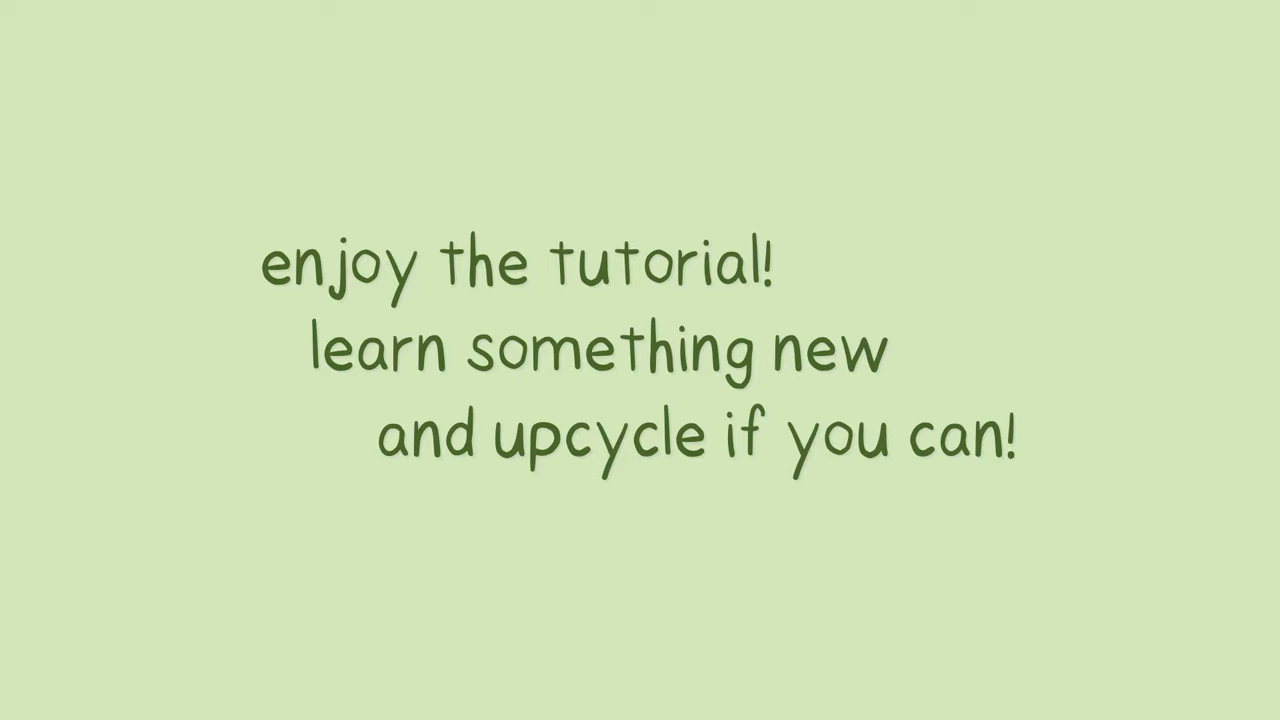 enjoy the tutorial!
learn something new
and upcycle if you can!